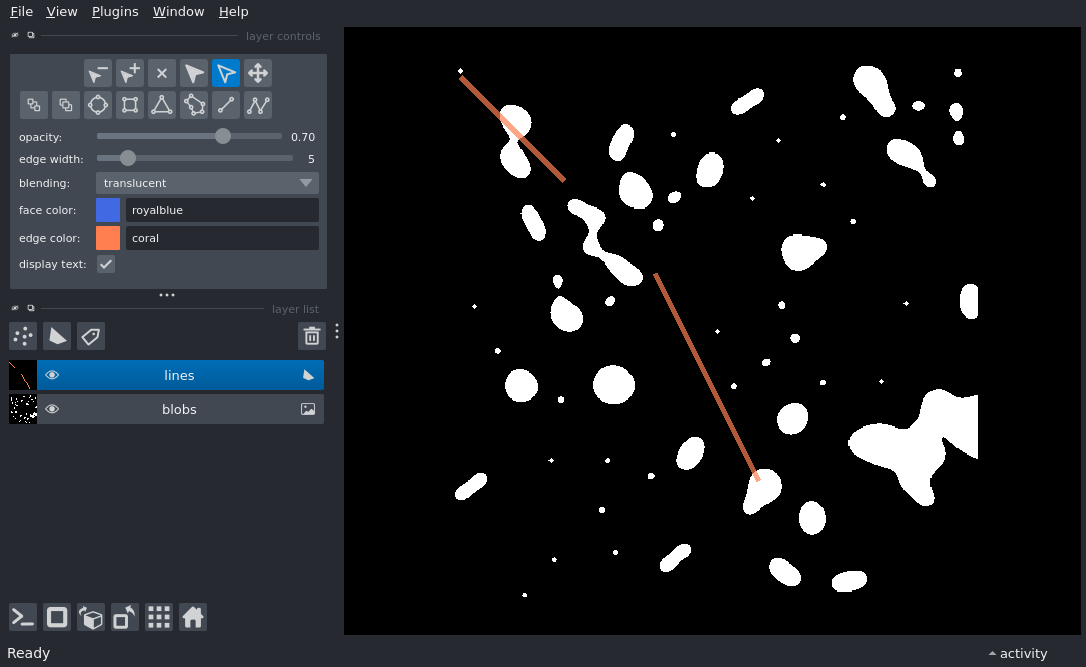 File View Plugins Window Help
layer controls
opacity: 0.70
edge width: 5
blending: translucent
face color: royalblue
edge color: coral
display text:
layer list
lines
blobs
Ready
activity